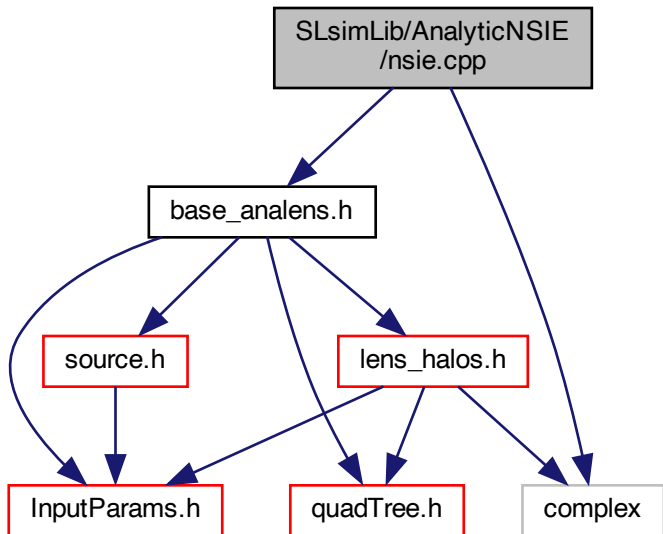 SLsimLib/AnalyticNSIE
/nsie.cpp
base_analens.h
source.h
lens_halos.h
InputParams.h
quadTree.h
complex